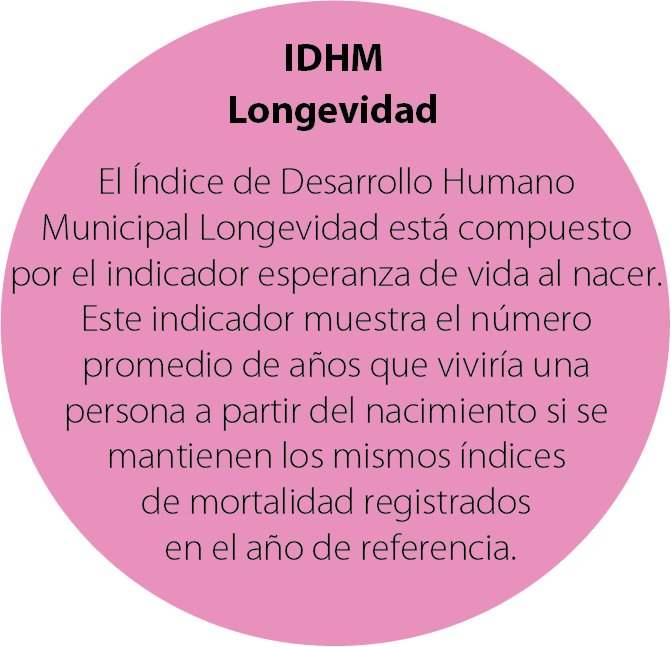 IDHM
Longevidad
El Índice de Desarrollo Humano
Municipal Longevidad está compuesto
por el indicador esperanza de vida al nacer.
Este indicador muestra el número
promedio de años que viviría una
persona a partir del nacimiento si se
mantienen los mismos índices
de mortalidad registrados
en el año de referencia.